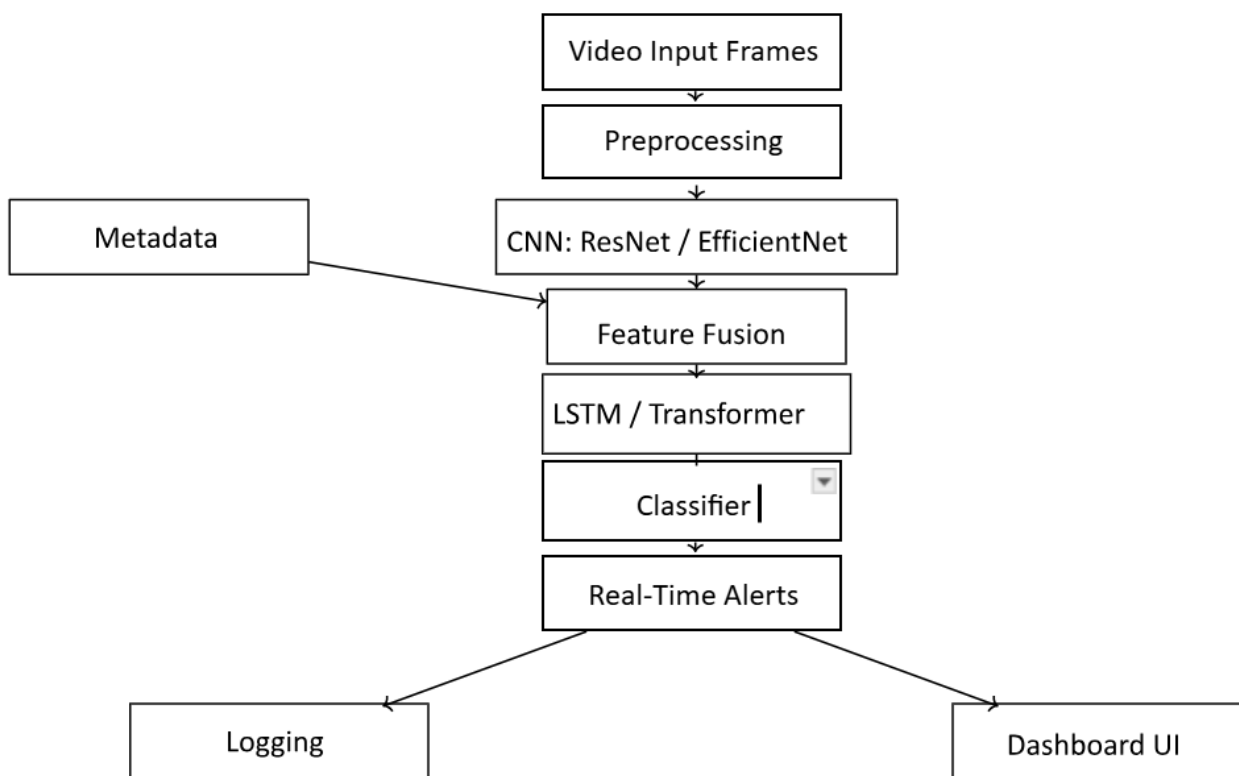 Video Input Frames
Preprocessing
Metadata
CNN: ResNet / EfficientNet
Feature Fusion
LSTM / Transformer
Classifier
Real-Time Alerts
Logging
Dashboard UI